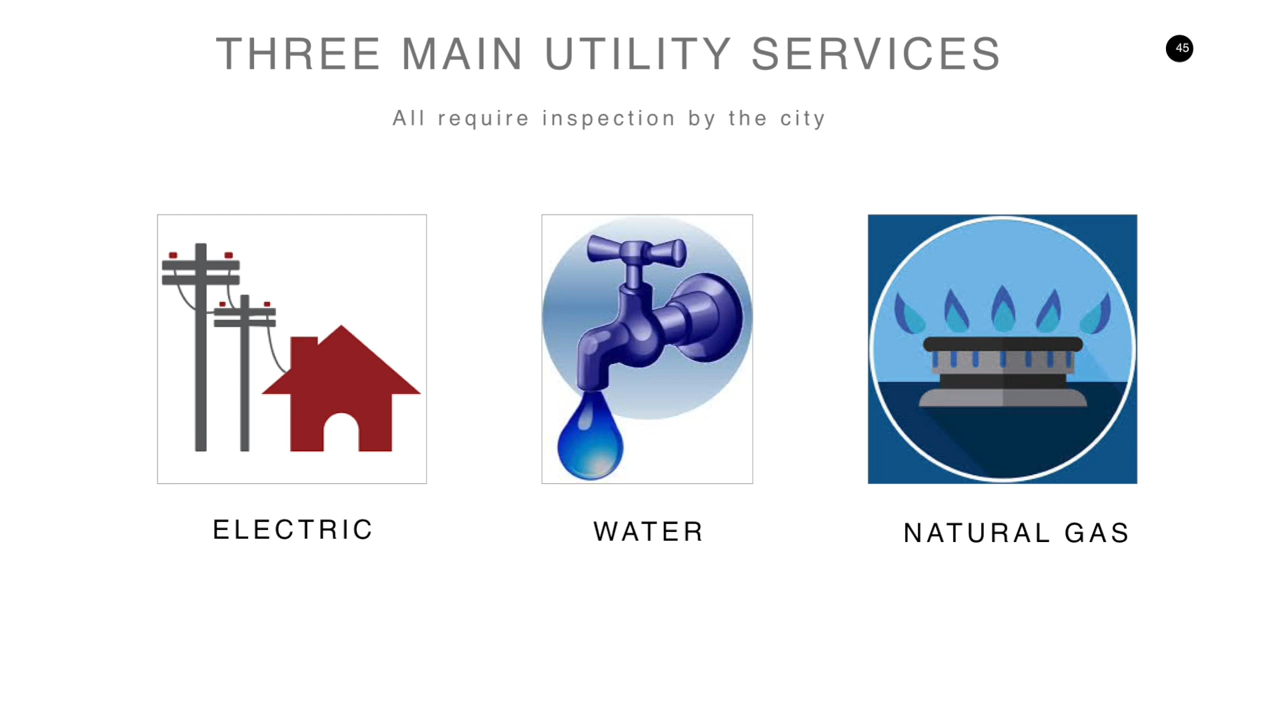 THREE MAIN UTILITY SERVICES
45
All require inspection by the city
ELECTRIC
WATER
NATURAL GAS